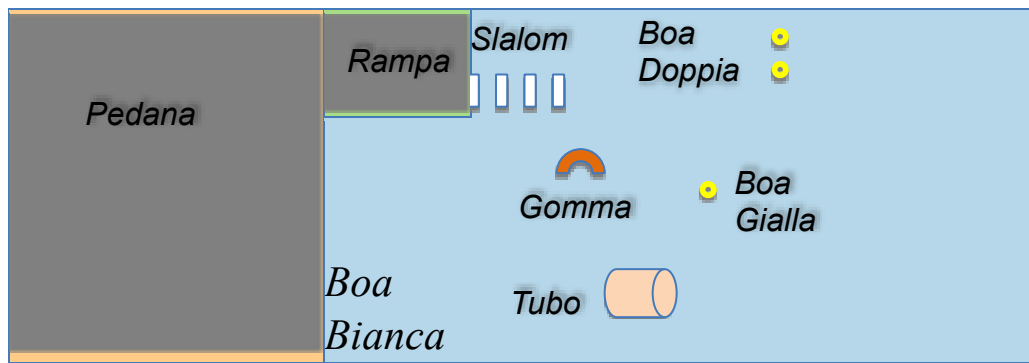 Pedana
Rampa
Slalom
Boa
Doppia
Gomma
Boa
Gialla
Boa
Bianca
Tubo